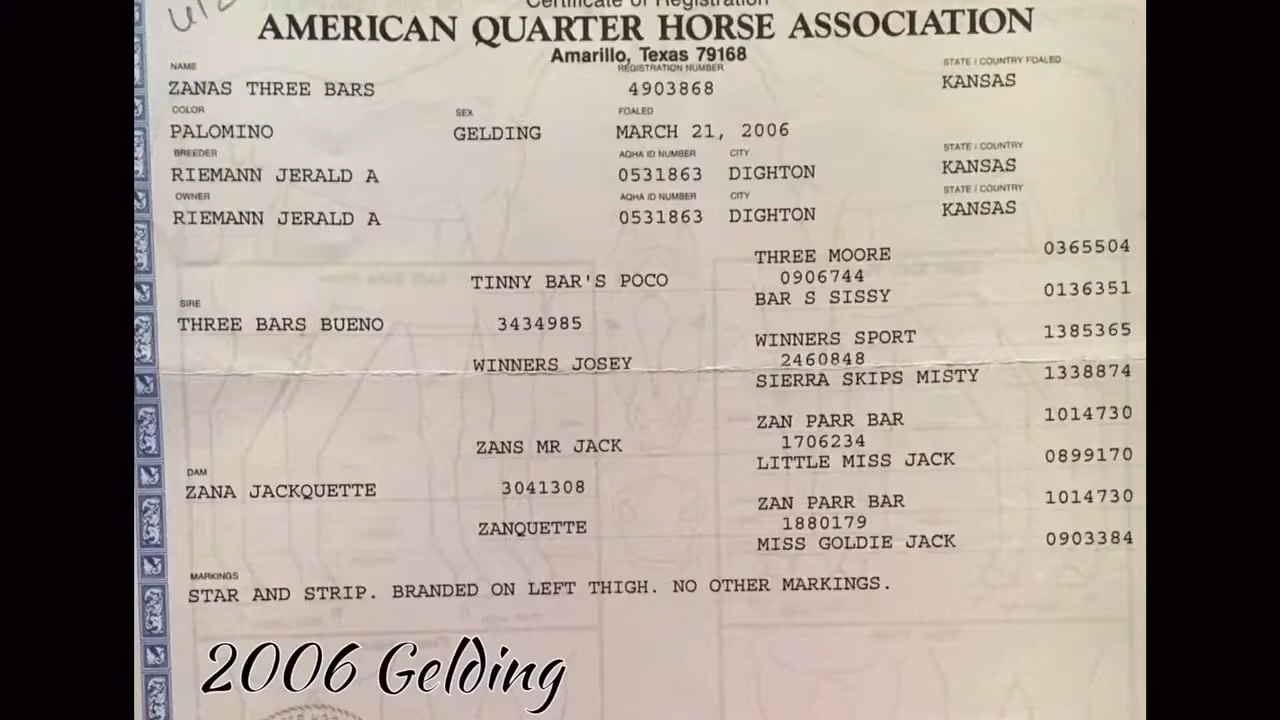 Certificate of Registration
AMERICAN QUARTER HORSE ASSOCIATION
Amarillo, Texas 79168
NAME REGISTRATION NUMBER STATE / COUNTRY FOALED
ZANAS THREE BARS 4903868 KANSAS
COLOR SEX FOALED
PALOMINO GELDING MARCH 21, 2006
BREEDER AQHA ID NUMBER CITY STATE / COUNTRY
RIEMANN JERALD A 0531863 DIGHTON KANSAS
OWNER AQHA ID NUMBER CITY STATE / COUNTRY
RIEMANN JERALD A 0531863 DIGHTON KANSAS
THREE MOORE 0365504
TINNY BAR'S POCO 0906744
BAR S SISSY 0136351
SIRE
THREE BARS BUENO 3434985
WINNERS SPORT 1385365
WINNERS JOSEY 2460848
SIERRA SKIPS MISTY 1338874
ZAN PARR BAR 1014730
ZANS MR JACK 1706234
LITTLE MISS JACK 0899170
DAM
ZANA JACKQUETTE 3041308
ZAN PARR BAR 1014730
ZANQUETTE 1880179
MISS GOLDIE JACK 0903384
MARKINGS
STAR AND STRIP. BRANDED ON LEFT THIGH. NO OTHER MARKINGS.
2006 Gelding